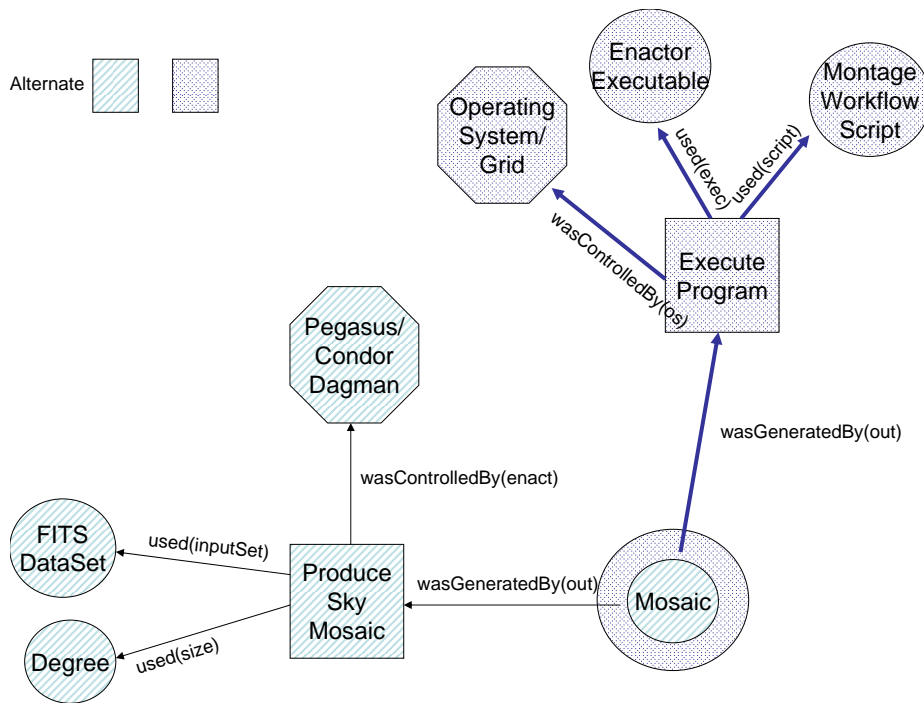 Alternate
Enactor
Executable
Montage
Workflow
Script
Operating
System/
Grid
used(exec)
used(script)
wasControlledBy(os)
Execute
Program
Pegasus/
Condor
Dagman
wasGeneratedBy(out)
wasControlledBy(enact)
FITS
DataSet
used(inputSet)
Produce
Sky
Mosaic
wasGeneratedBy(out)
Mosaic
Degree
used(size)